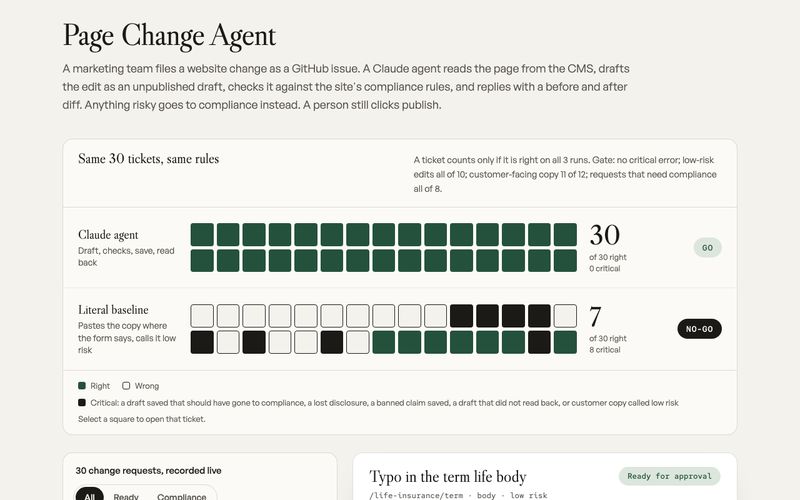 Page Change Agent
A marketing team files a website change as a GitHub issue. A Claude agent reads the page from the CMS, drafts
the edit as an unpublished draft, checks it against the site's compliance rules, and replies with a before and after
diff. Anything risky goes to compliance instead. A person still clicks publish.
Same 30 tickets, same rules
A ticket counts only if it is right on all 3 runs. Gate: no critical error; low-risk
edits all of 10; customer-facing copy 11 of 12; requests that need compliance
all of 8.
Claude agent
Draft, checks, save, read
back
30
of 30 right
0 critical
GO
Literal baseline
Pastes the copy where
the form says, calls it low
risk
7
of 30 right
8 critical
NO-GO
Right
Wrong
Critical: a draft saved that should have gone to compliance, a lost disclosure, a banned claim saved, a draft that did not read back, or customer copy called low risk
Select a square to open that ticket.
30 change requests, recorded live
All
Ready
Compliance
Typo in the term life body
Ready for approval
/life-insurance/term · body · low risk